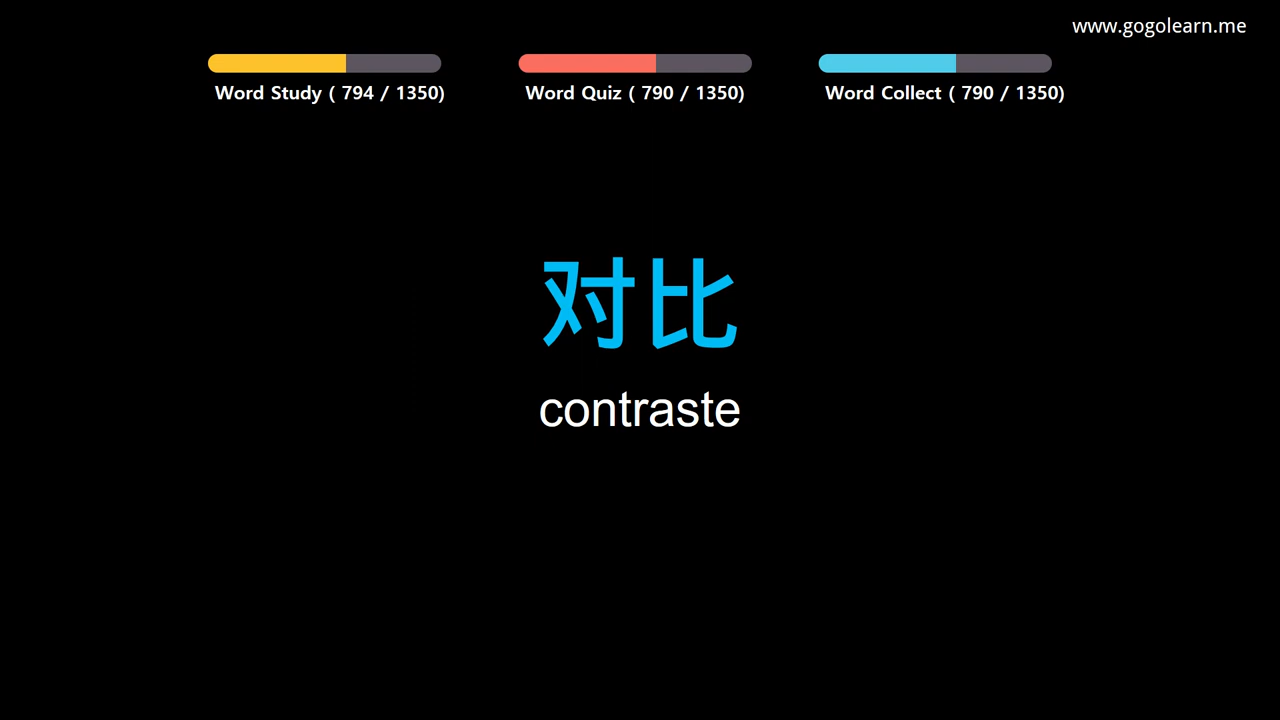 www.gogolearn.me
Word Study ( 794 / 1350)
Word Quiz ( 790 / 1350)
Word Collect ( 790 / 1350)
对比
contraste